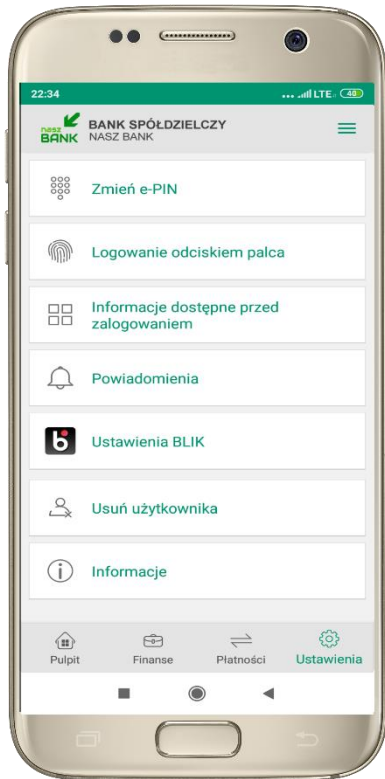 22:34
LTE 40
nasz BANK
BANK SPÓŁDZIELCZY
NASZ BANK
Zmień e-PIN
Logowanie odciskiem palca
Informacje dostępne przed
zalogowaniem
Powiadomienia
b
Ustawienia BLIK
Usuń użytkownika
Informacje
Pulpit Finanse Płatności Ustawienia